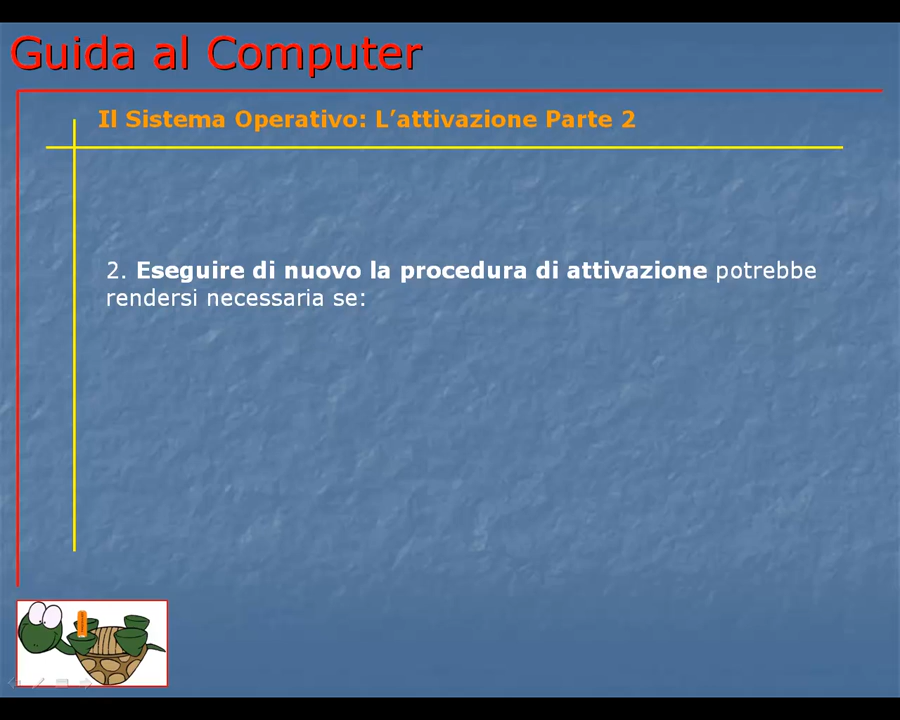 Guida al Computer
Il Sistema Operativo: L’attivazione Parte 2
2. Eseguire di nuovo la procedura di attivazione potrebbe
rendersi necessaria se: